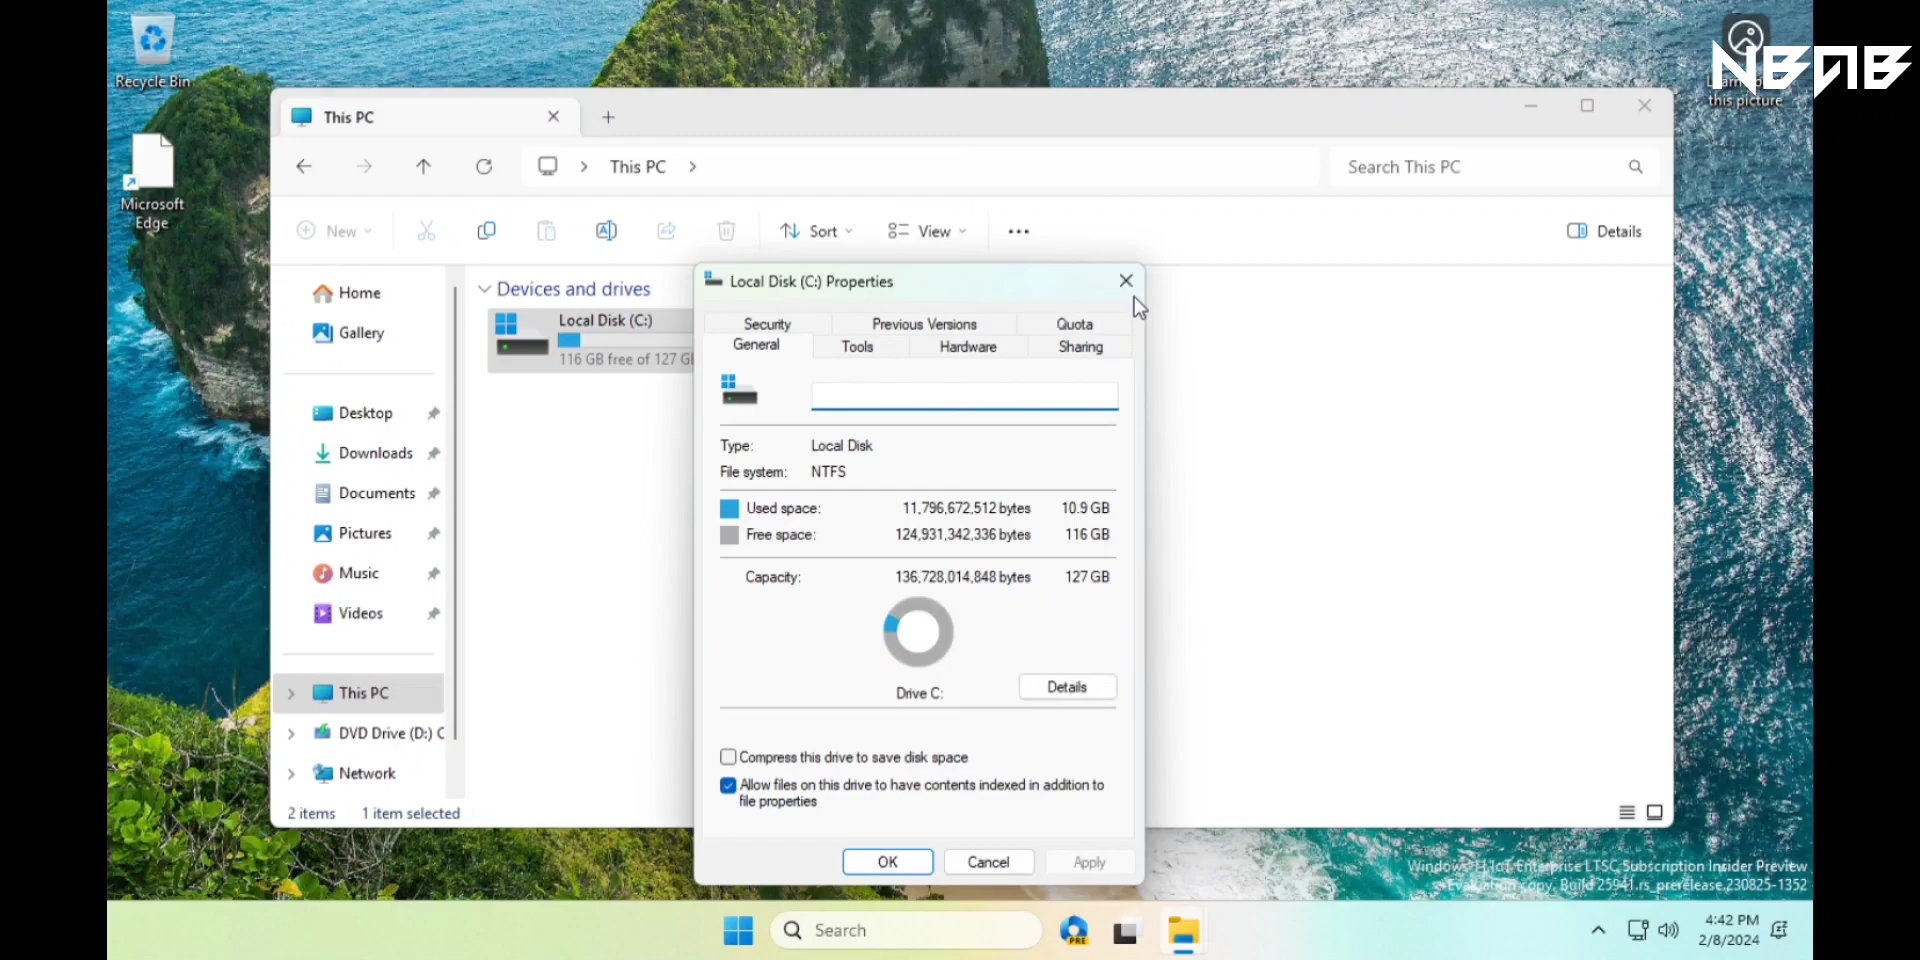 Recycle Bin
Microsoft
Edge
NBNB
this picture
This PC
This PC
Search This PC
New
Sort
View
Details
Home
Gallery
Desktop
Downloads
Documents
Pictures
Music
Videos
This PC
DVD Drive (D:) C
Network
2 items
1 item selected
Devices and drives
Local Disk (C:)
116 GB free of 127 GB
Local Disk (C:) Properties
Security
Previous Versions
Quota
General
Tools
Hardware
Sharing
Type: Local Disk
File system: NTFS
Used space: 11,796,672,512 bytes 10.9 GB
Free space: 124,931,342,336 bytes 116 GB
Capacity: 136,728,014,848 bytes 127 GB
Drive C:
Details
Compress this drive to save disk space
Allow files on this drive to have contents indexed in addition to
file properties
OK
Cancel
Apply
Windows 11 IoT Enterprise LTSC Subscription Insider Preview
Evaluation copy. Build 25941.rs_prerelease.230825-1352
Search
PRE
4:42 PM
2/8/2024